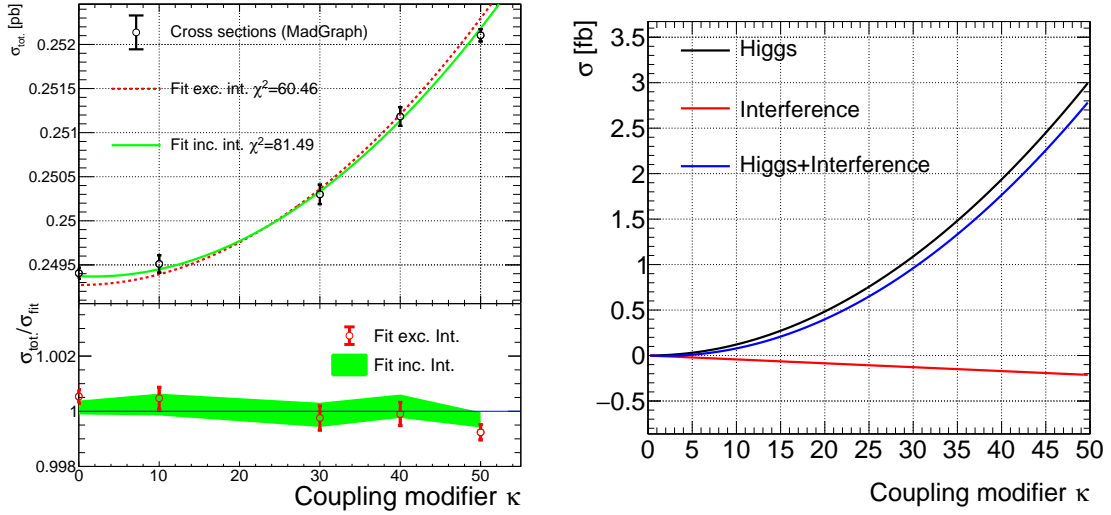 σ_tot. [pb]
0.252
0.2515
0.251
0.2505
0.25
0.2495
Cross sections (MadGraph)
Fit exc. int. χ²=60.46
Fit inc. int. χ²=81.49
σ_tot./σ_fit
1.002
1
0.998
Fit exc. Int.
Fit inc. Int.
0 10 20 30 40 50
Coupling modifier κ
σ [fb]
3.5
3
2.5
2
1.5
1
0.5
0
−0.5
Higgs
Interference
Higgs+Interference
0 5 10 15 20 25 30 35 40 45 50
Coupling modifier κ